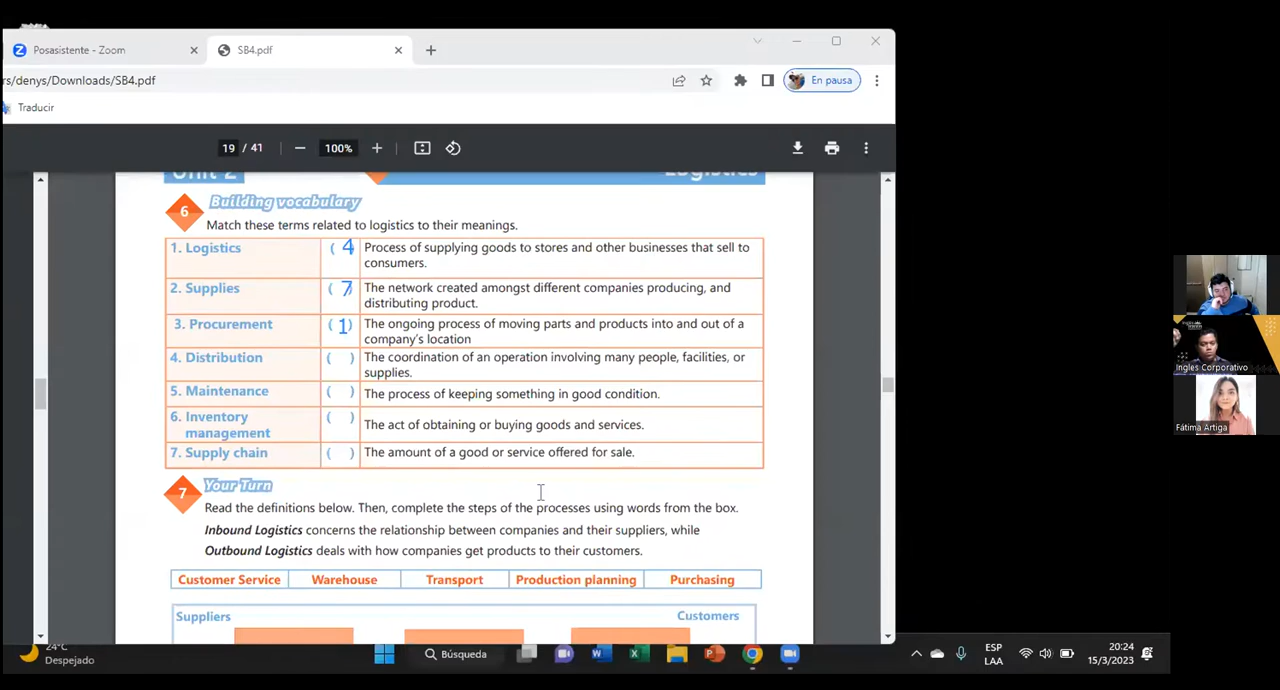 Posasistente - Zoom
SB4.pdf
rs/denys/Downloads/SB4.pdf
En pausa
Traducir
19 / 41
100%
Unit 2
Logistics
6
Building vocabulary
Match these terms related to logistics to their meanings.
1. Logistics ( 4 Process of supplying goods to stores and other businesses that sell to
consumers.
2. Supplies ( 7) The network created amongst different companies producing, and
distributing product.
3. Procurement ( 1 ) The ongoing process of moving parts and products into and out of a
company's location
4. Distribution ( ) The coordination of an operation involving many people, facilities, or
supplies.
5. Maintenance ( ) The process of keeping something in good condition.
6. Inventory
management ( ) The act of obtaining or buying goods and services.
7. Supply chain ( ) The amount of a good or service offered for sale.
7
Your Turn
Read the definitions below. Then, complete the steps of the processes using words from the box.
Inbound Logistics concerns the relationship between companies and their suppliers, while
Outbound Logistics deals with how companies get products to their customers.
Customer Service Warehouse Transport Production planning Purchasing
Suppliers Customers
Ingles Corporativo
Fátima Artiga
24°C
Despejado
Búsqueda
ESP
LAA
20:24
15/3/2023